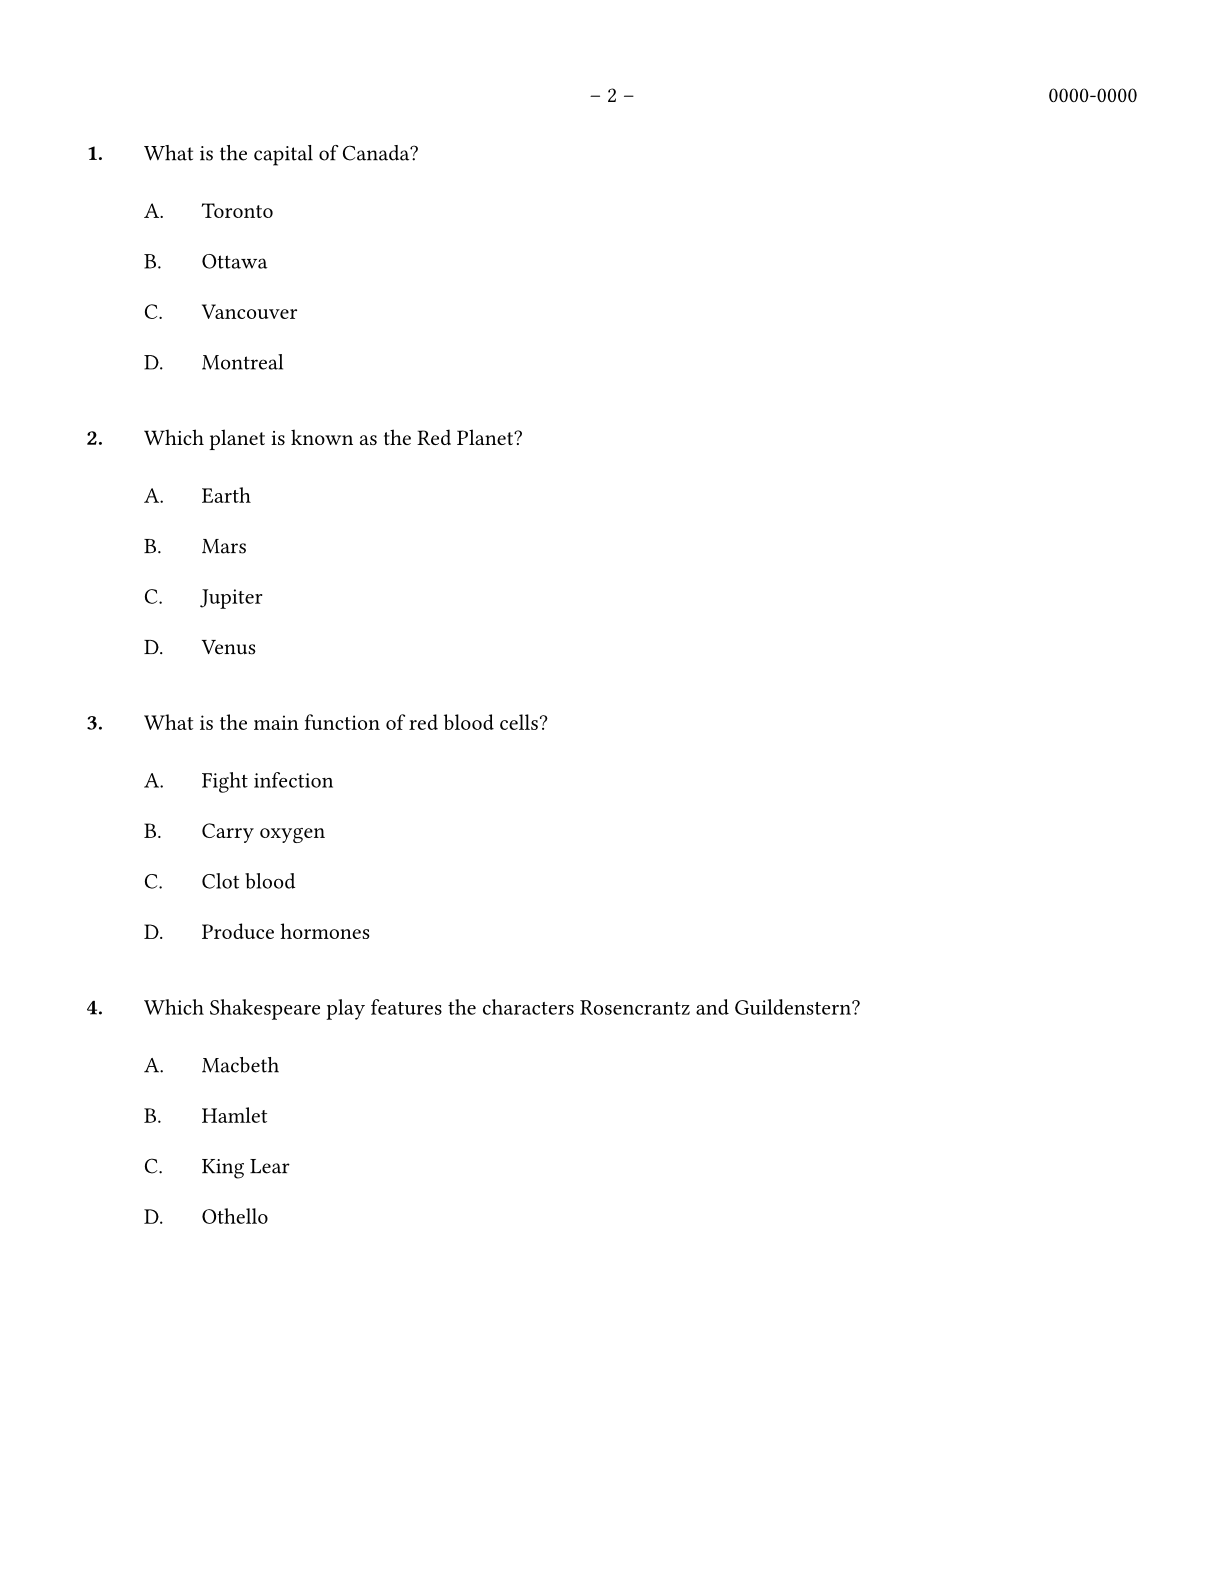 – 2 – 0000-0000
1. What is the capital of Canada?
A. Toronto
B. Ottawa
C. Vancouver
D. Montreal
2. Which planet is known as the Red Planet?
A. Earth
B. Mars
C. Jupiter
D. Venus
3. What is the main function of red blood cells?
A. Fight infection
B. Carry oxygen
C. Clot blood
D. Produce hormones
4. Which Shakespeare play features the characters Rosencrantz and Guildenstern?
A. Macbeth
B. Hamlet
C. King Lear
D. Othello